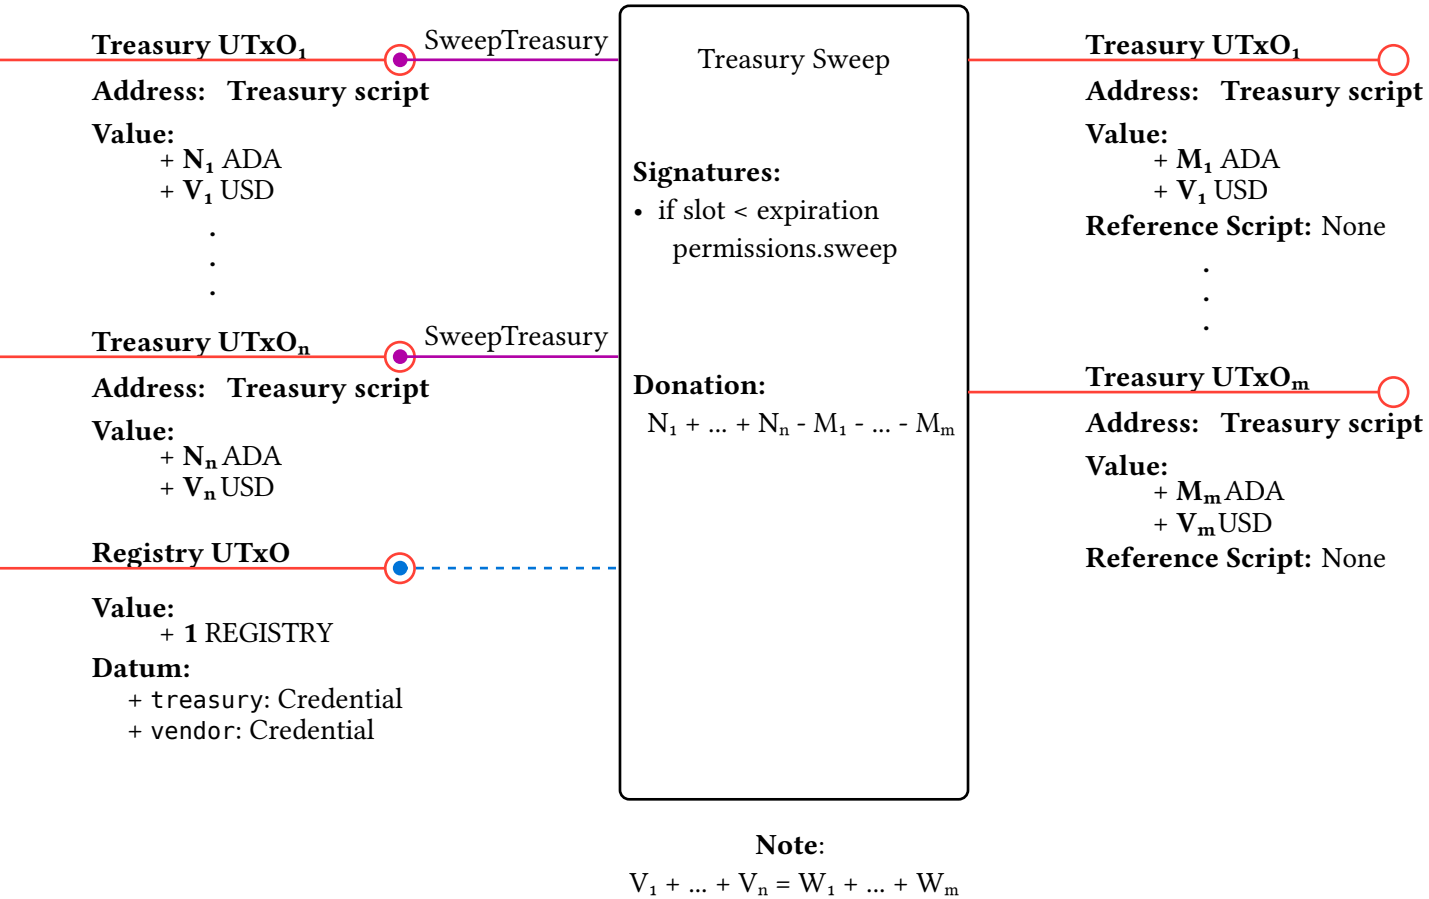 Treasury UTxO₁
SweepTreasury
Address: Treasury script
Value:
+ N₁ ADA
+ V₁ USD
.
.
.
Treasury UTxOₙ
SweepTreasury
Address: Treasury script
Value:
+ Nₙ ADA
+ Vₙ USD
Registry UTxO
Value:
+ 1 REGISTRY
Datum:
+ treasury: Credential
+ vendor: Credential
Treasury Sweep
Signatures:
• if slot < expiration
permissions.sweep
Donation:
N₁ + ... + Nₙ - M₁ - ... - Mₘ
Treasury UTxO₁
Address: Treasury script
Value:
+ M₁ ADA
+ V₁ USD
Reference Script: None
.
.
.
Treasury UTxOₘ
Address: Treasury script
Value:
+ Mₘ ADA
+ Vₘ USD
Reference Script: None
Note:
V₁ + ... + Vₙ = W₁ + ... + Wₘ